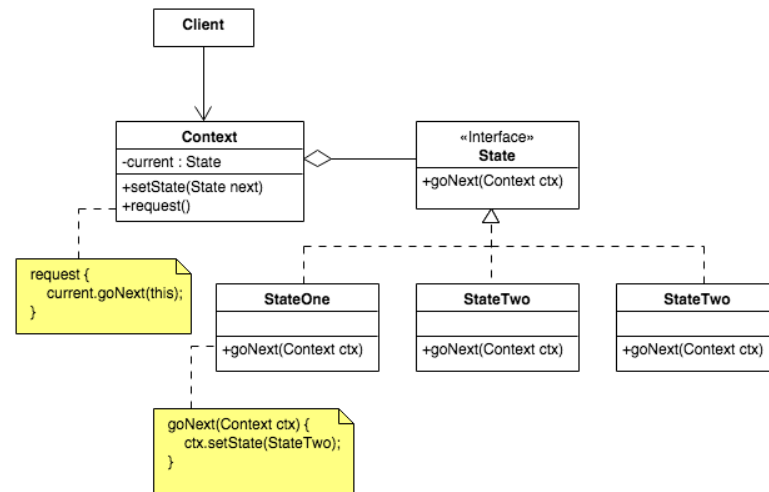 Client
Context
-current : State
+setState(State next)
+request()
«Interface»
State
+goNext(Context ctx)
request {
current.goNext(this);
}
StateOne
+goNext(Context ctx)
StateTwo
+goNext(Context ctx)
StateTwo
+goNext(Context ctx)
goNext(Context ctx) {
ctx.setState(StateTwo);
}